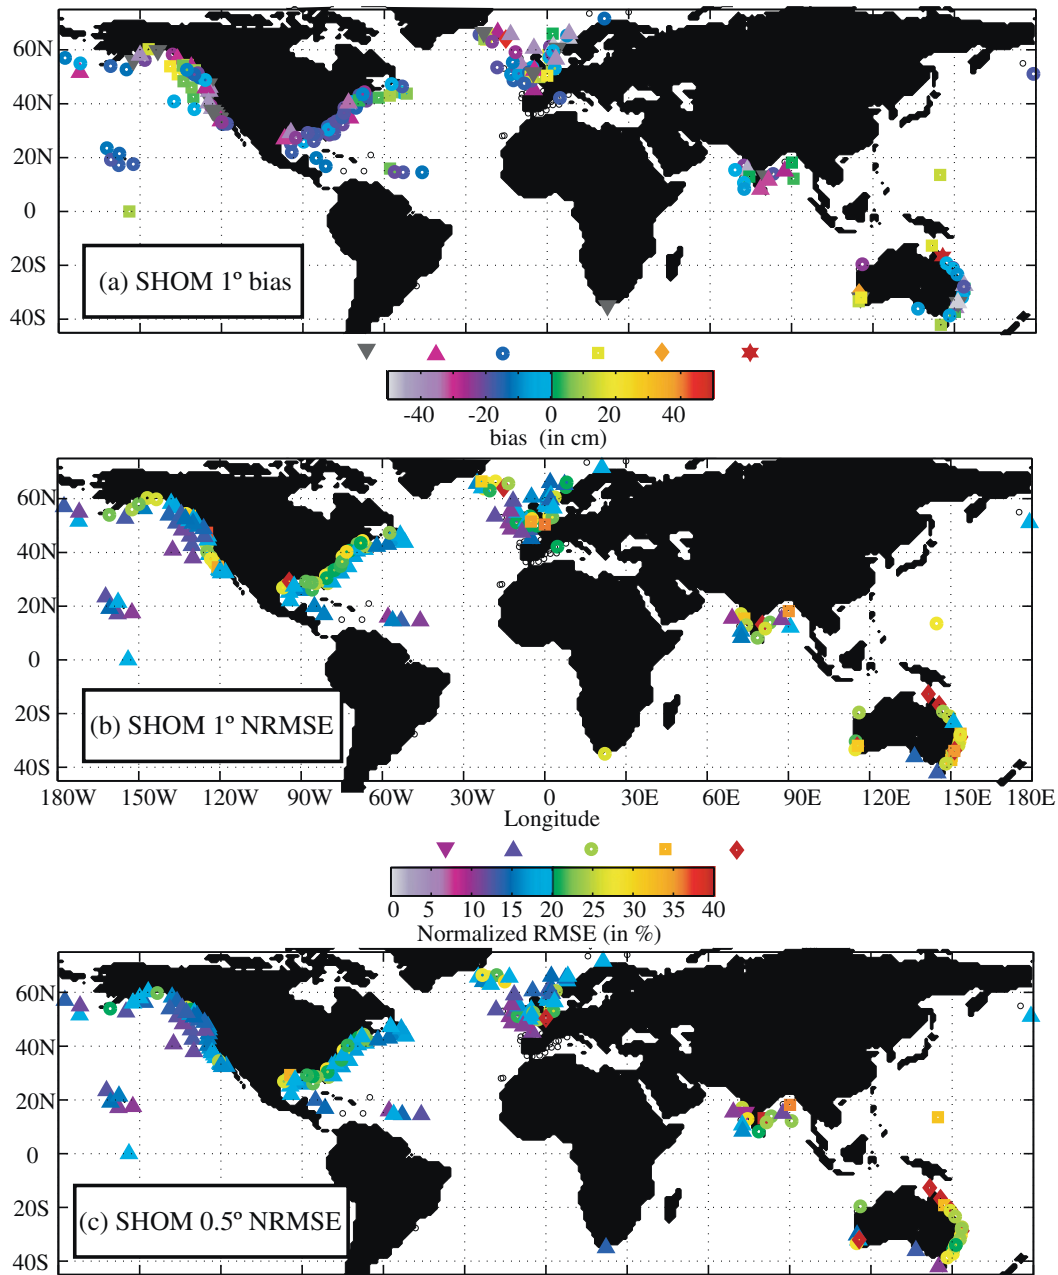 60N
40N
20N
0
20S
40S
(a) SHOM 1º bias
-40 -20 0 20 40
bias (in cm)
60N
40N
20N
0
20S
40S
(b) SHOM 1º NRMSE
180W 150W 120W 90W 60W 30W 0 30E 60E 90E 120E 150E 180E
Longitude
0 5 10 15 20 25 30 35 40
Normalized RMSE (in %)
60N
40N
20N
0
20S
40S
(c) SHOM 0.5º NRMSE